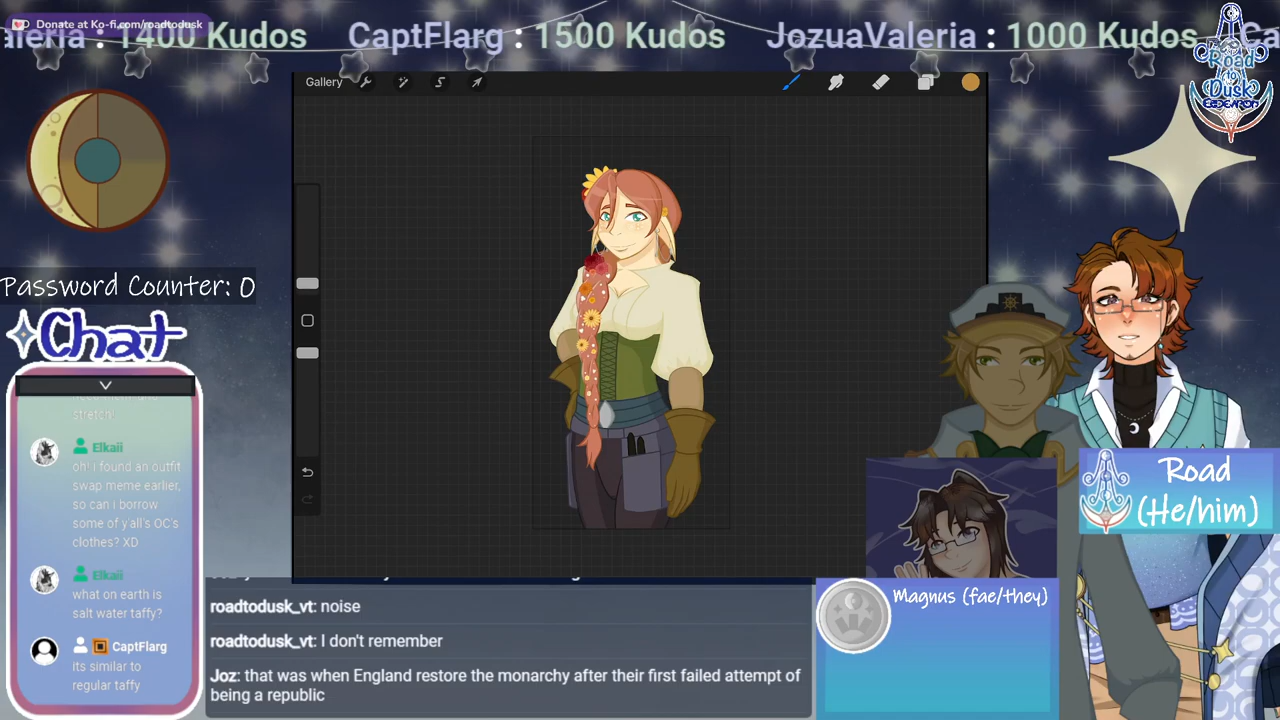 Donate at Ko-fi.com/roadtodusk
aleria : 1400 Kudos CaptFlarg : 1500 Kudos JozuaValeria : 1000 Kudos Ca
Road
to
Dusk
Gallery
Password Counter: 0
Chat
stretch!
Elkaii
oh! i found an outfit
swap meme earlier,
so can i borrow
some of y'all's OC's
clothes? XD
Elkaii
what on earth is
salt water taffy?
CaptFlarg
its similar to
regular taffy
roadtodusk_vt: noise
roadtodusk_vt: I don't remember
Joz: that was when England restore the monarchy after their first failed attempt of
being a republic
Magnus (fae/they)
Road
(He/him)